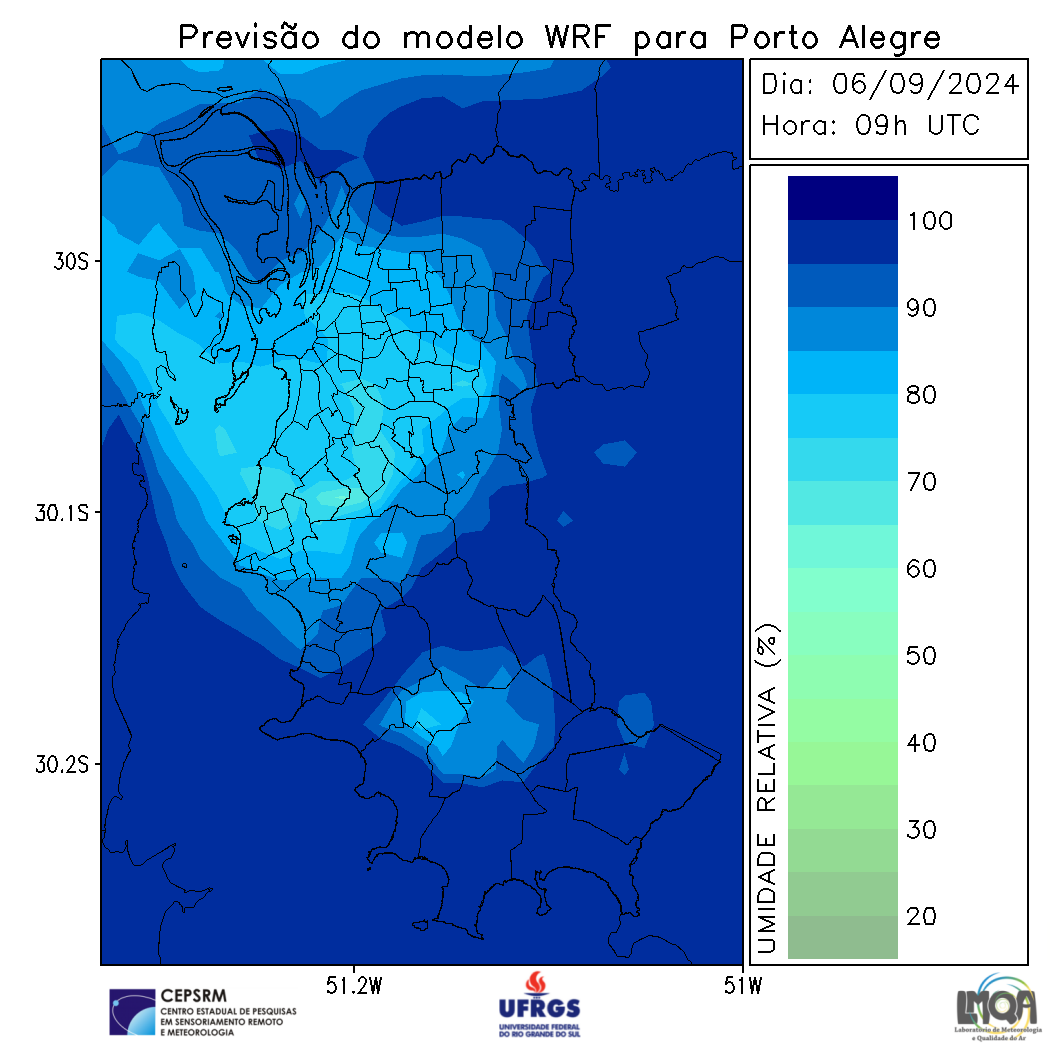 Previsão do modelo WRF para Porto Alegre
Dia: 06/09/2024
Hora: 09h UTC
30S
30.1S
30.2S
51.2W
51W
UMIDADE RELATIVA (%)
100
90
80
70
60
50
40
30
20
CEPSRM
CENTRO ESTADUAL DE PESQUISAS
EM SENSORIAMENTO REMOTO
E METEOROLOGIA
UFRGS
UNIVERSIDADE FEDERAL
DO RIO GRANDE DO SUL
LMQA
Laboratório de Meteorologia
e Qualidade do Ar